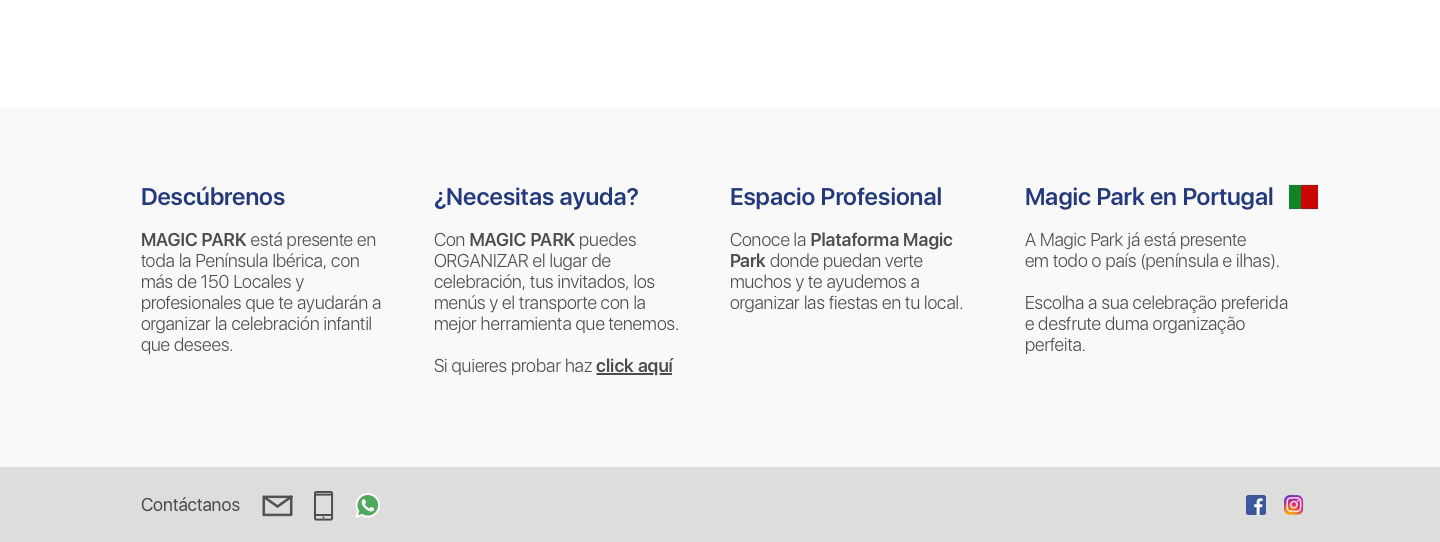 Descúbrenos
MAGIC PARK está presente en
toda la Península Ibérica, con
más de 150 Locales y
profesionales que te ayudarán a
organizar la celebración infantil
que desees.
¿Necesitas ayuda?
Con MAGIC PARK puedes
ORGANIZAR el lugar de
celebración, tus invitados, los
menús y el transporte con la
mejor herramienta que tenemos.
Si quieres probar haz click aquí
Espacio Profesional
Conoce la Plataforma Magic
Park donde puedan verte
muchos y te ayudemos a
organizar las fiestas en tu local.
Magic Park en Portugal
A Magic Park já está presente
em todo o país (península e ilhas).
Escolha a sua celebração preferida
e desfrute duma organização
perfeita.
Contáctanos